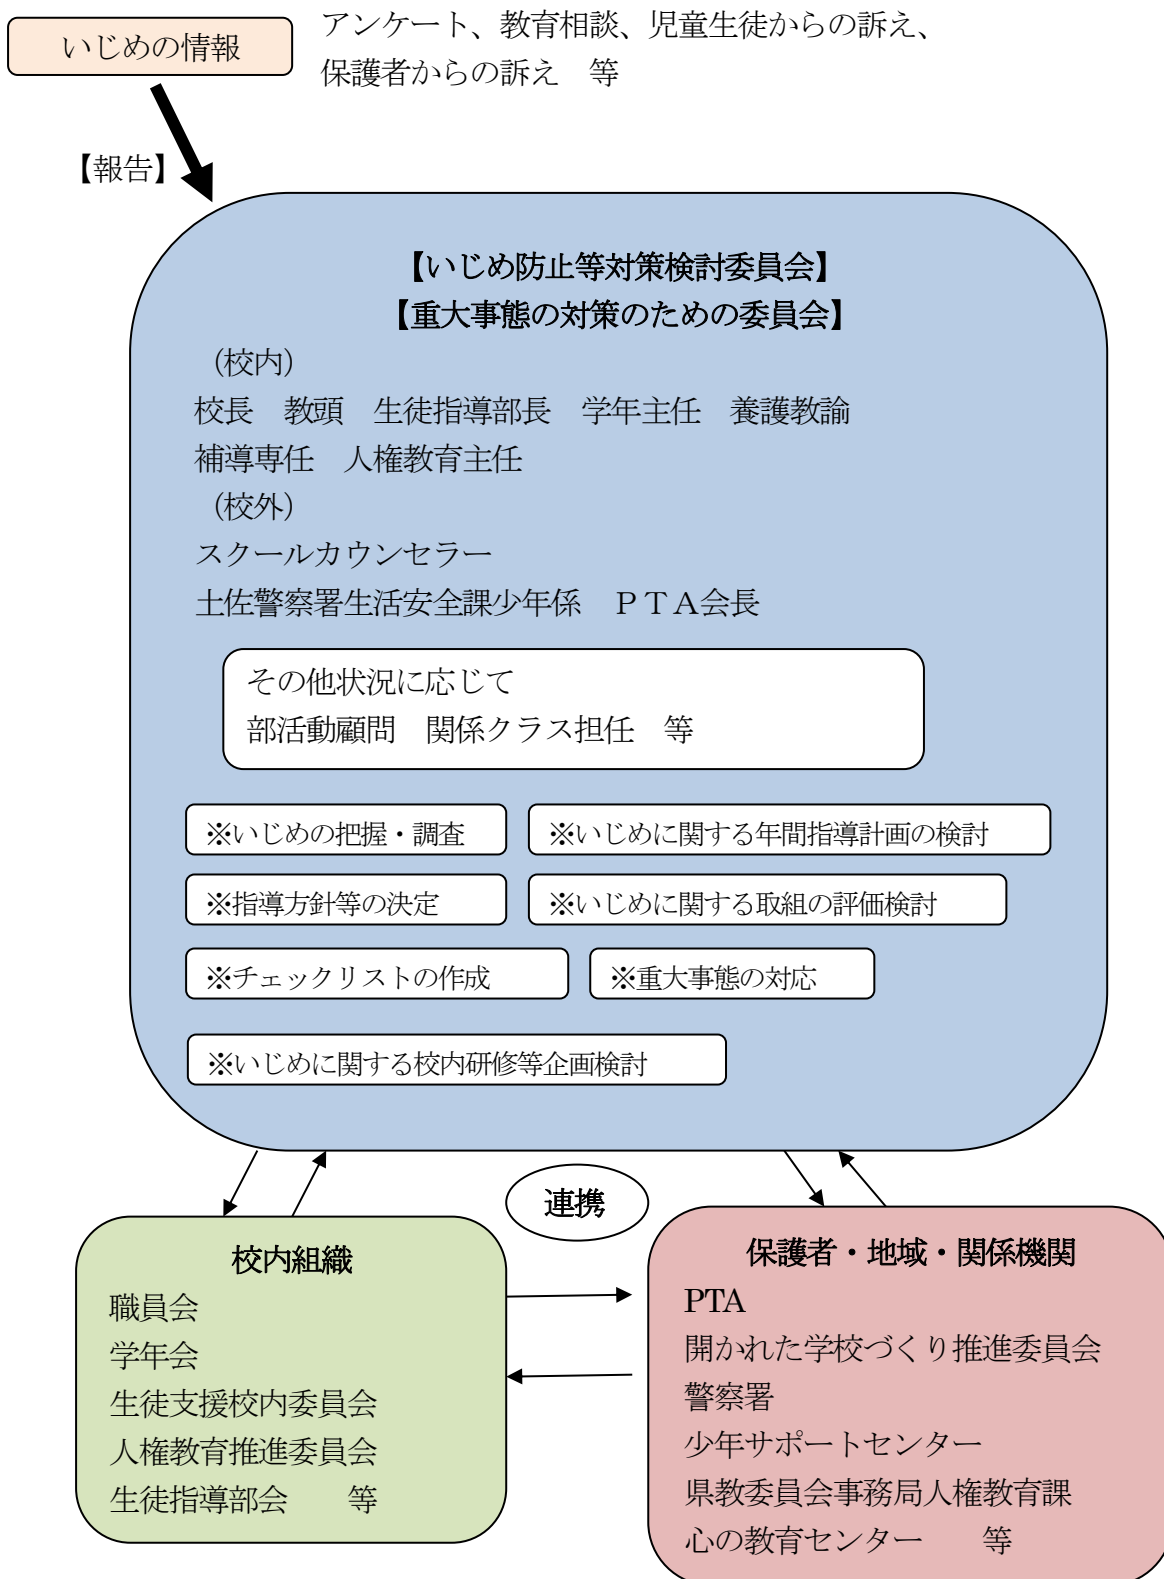 いじめの情報
アンケート、教育相談、児童生徒からの訴え、
保護者からの訴え　等
【報告】
【いじめ防止等対策検討委員会】
【重大事態の対策のための委員会】
（校内）
校長　教頭　生徒指導部長　学年主任　養護教諭
補導専任　人権教育主任
（校外）
スクールカウンセラー
土佐警察署生活安全課少年係　ＰＴＡ会長
その他状況に応じて
部活動顧問　関係クラス担任　等
※いじめの把握・調査
※いじめに関する年間指導計画の検討
※指導方針等の決定
※いじめに関する取組の評価検討
※チェックリストの作成
※重大事態の対応
※いじめに関する校内研修等企画検討
連携
校内組織
職員会
学年会
生徒支援校内委員会
人権教育推進委員会
生徒指導部会　　等
保護者・地域・関係機関
PTA
開かれた学校づくり推進委員会
警察署
少年サポートセンター
県教委員会事務局人権教育課
心の教育センター　　等